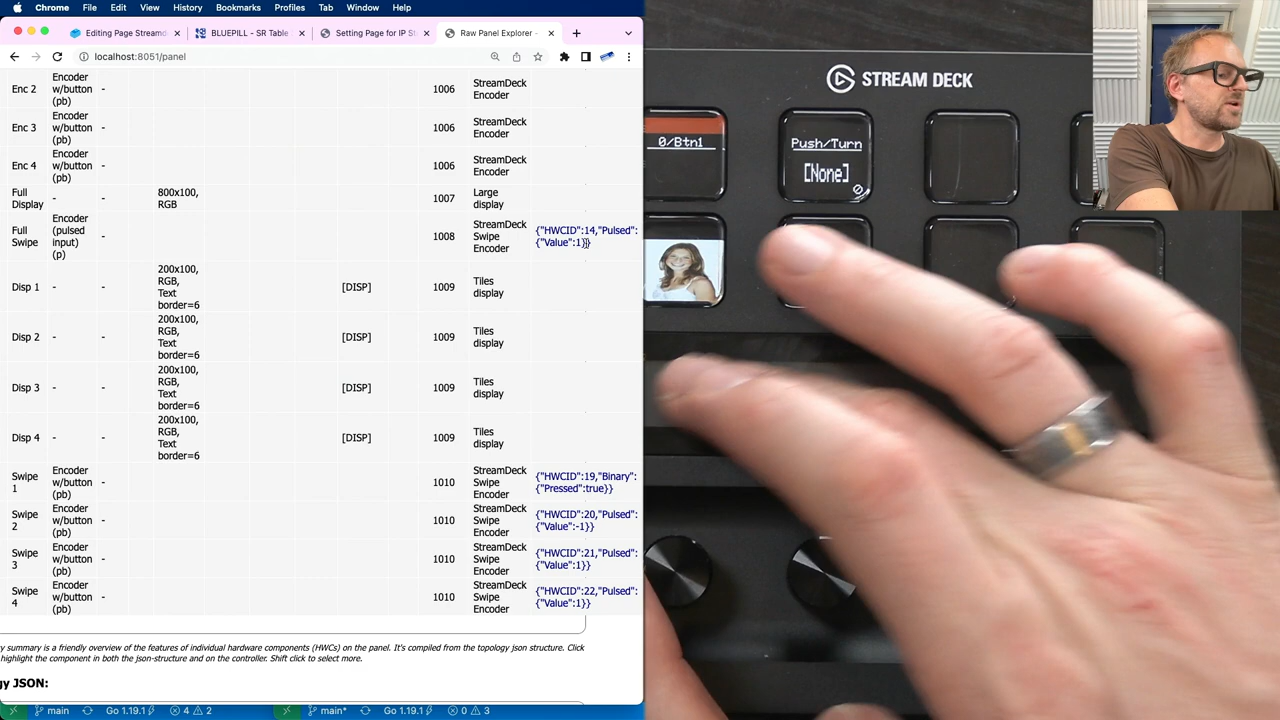 Chrome File Edit View History Bookmarks Profiles Tab Window Help
Editing Page Streamd
BLUEPILL - SR Table
Setting Page for IP St
Raw Panel Explorer -
localhost:8051/panel
Enc 2 Encoder w/button (pb) - 1006 StreamDeck Encoder
Enc 3 Encoder w/button (pb) - 1006 StreamDeck Encoder
Enc 4 Encoder w/button (pb) - 1006 StreamDeck Encoder
Full Display - - 800x100, RGB 1007 Large display
Full Swipe Encoder (pulsed input) (p) - 1008 StreamDeck Swipe Encoder {"HWCID":14,"Pulsed":{"Value":1}}
Disp 1 - - 200x100, RGB, Text border=6 [DISP] 1009 Tiles display
Disp 2 - - 200x100, RGB, Text border=6 [DISP] 1009 Tiles display
Disp 3 - - 200x100, RGB, Text border=6 [DISP] 1009 Tiles display
Disp 4 - - 200x100, RGB, Text border=6 [DISP] 1009 Tiles display
Swipe 1 Encoder w/button (pb) - 1010 StreamDeck Swipe Encoder {"HWCID":19,"Binary":{"Pressed":true}}
Swipe 2 Encoder w/button (pb) - 1010 StreamDeck Swipe Encoder {"HWCID":20,"Pulsed":{"Value":-1}}
Swipe 3 Encoder w/button (pb) - 1010 StreamDeck Swipe Encoder {"HWCID":21,"Pulsed":{"Value":1}}
Swipe 4 Encoder w/button (pb) - 1010 StreamDeck Swipe Encoder {"HWCID":22,"Pulsed":{"Value":1}}
y summary is a friendly overview of the features of individual hardware components (HWCs) on the panel. It's compiled from the topology json structure. Click
highlight the component in both the json-structure and on the controller. Shift click to select more.
gy JSON:
main Go 1.19.1 4 2 main* Go 1.19.1 0 3
STREAM DECK
0/Btn1
Push/Turn
[None]